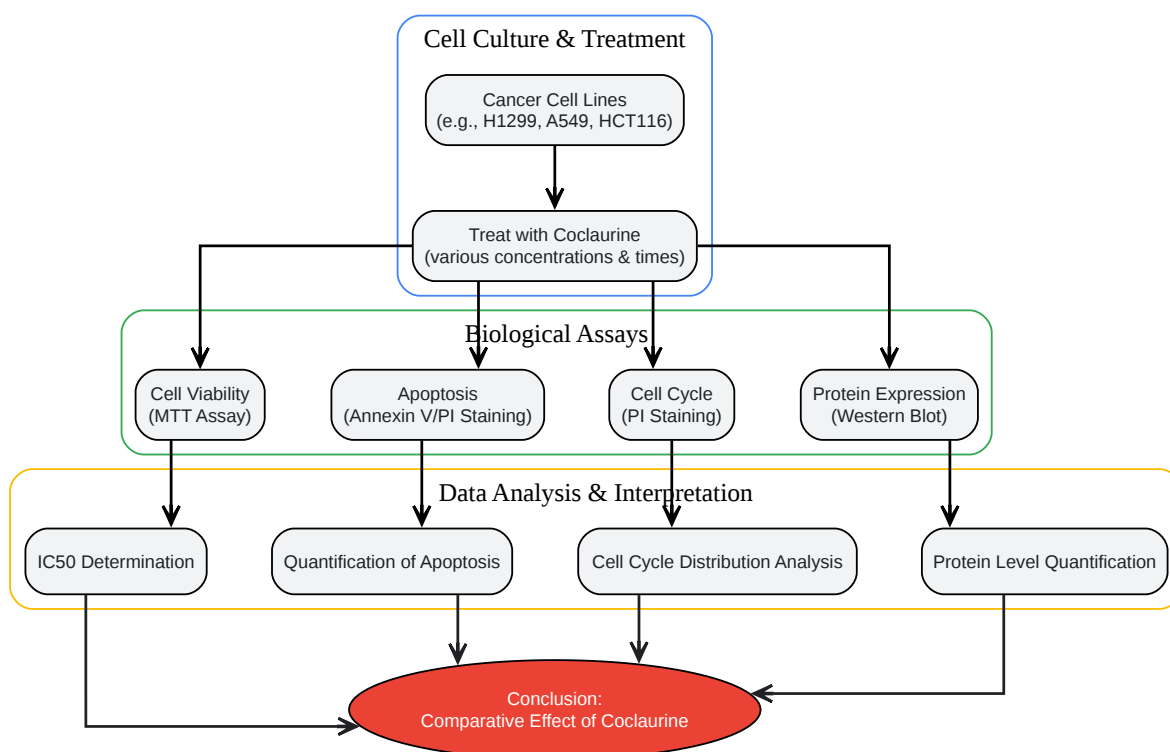 Cell Culture & Treatment
Cancer Cell Lines
(e.g., H1299, A549, HCT116)
Treat with Coclaurine
(various concentrations & times)
Biological Assays
Cell Viability
(MTT Assay)
Apoptosis
(Annexin V/PI Staining)
Cell Cycle
(PI Staining)
Protein Expression
(Western Blot)
Data Analysis & Interpretation
IC50 Determination
Quantification of Apoptosis
Cell Cycle Distribution Analysis
Protein Level Quantification
Conclusion:
Comparative Effect of Coclaurine